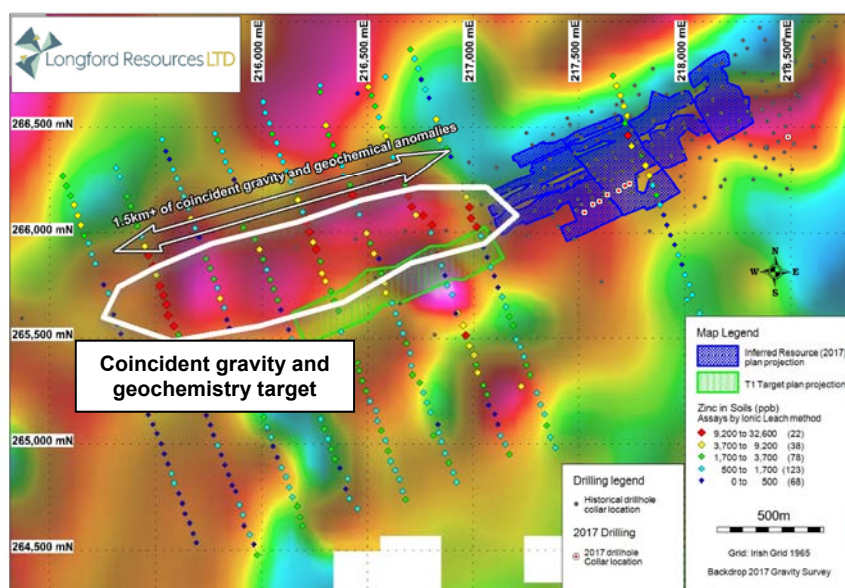 Longford Resources LTD
216,000 mE
216,500 mE
217,000 mE
217,500 mE
218,000 mE
218,500 mE
266,500 mN
266,000 mN
265,500 mN
265,000 mN
264,500 mN
1.5km+ of coincident gravity and geochemical anomalies
Coincident gravity and
geochemistry target
N
W E
S
Map Legend
Inferred Resource (2017)
plan projection
T1 Target plan projection
Zinc in Soils (ppb)
Assays by Ionic Leach method
9,200 to 32,600 (22)
3,700 to 9,200 (38)
1,700 to 3,700 (78)
500 to 1,700 (123)
0 to 500 (68)
Drilling legend
Historical drillhole
collar location
2017 Drilling
2017 drillhole
Collar location
500m
Grid: Irish Grid 1965
Backdrop 2017 Gravity Survey